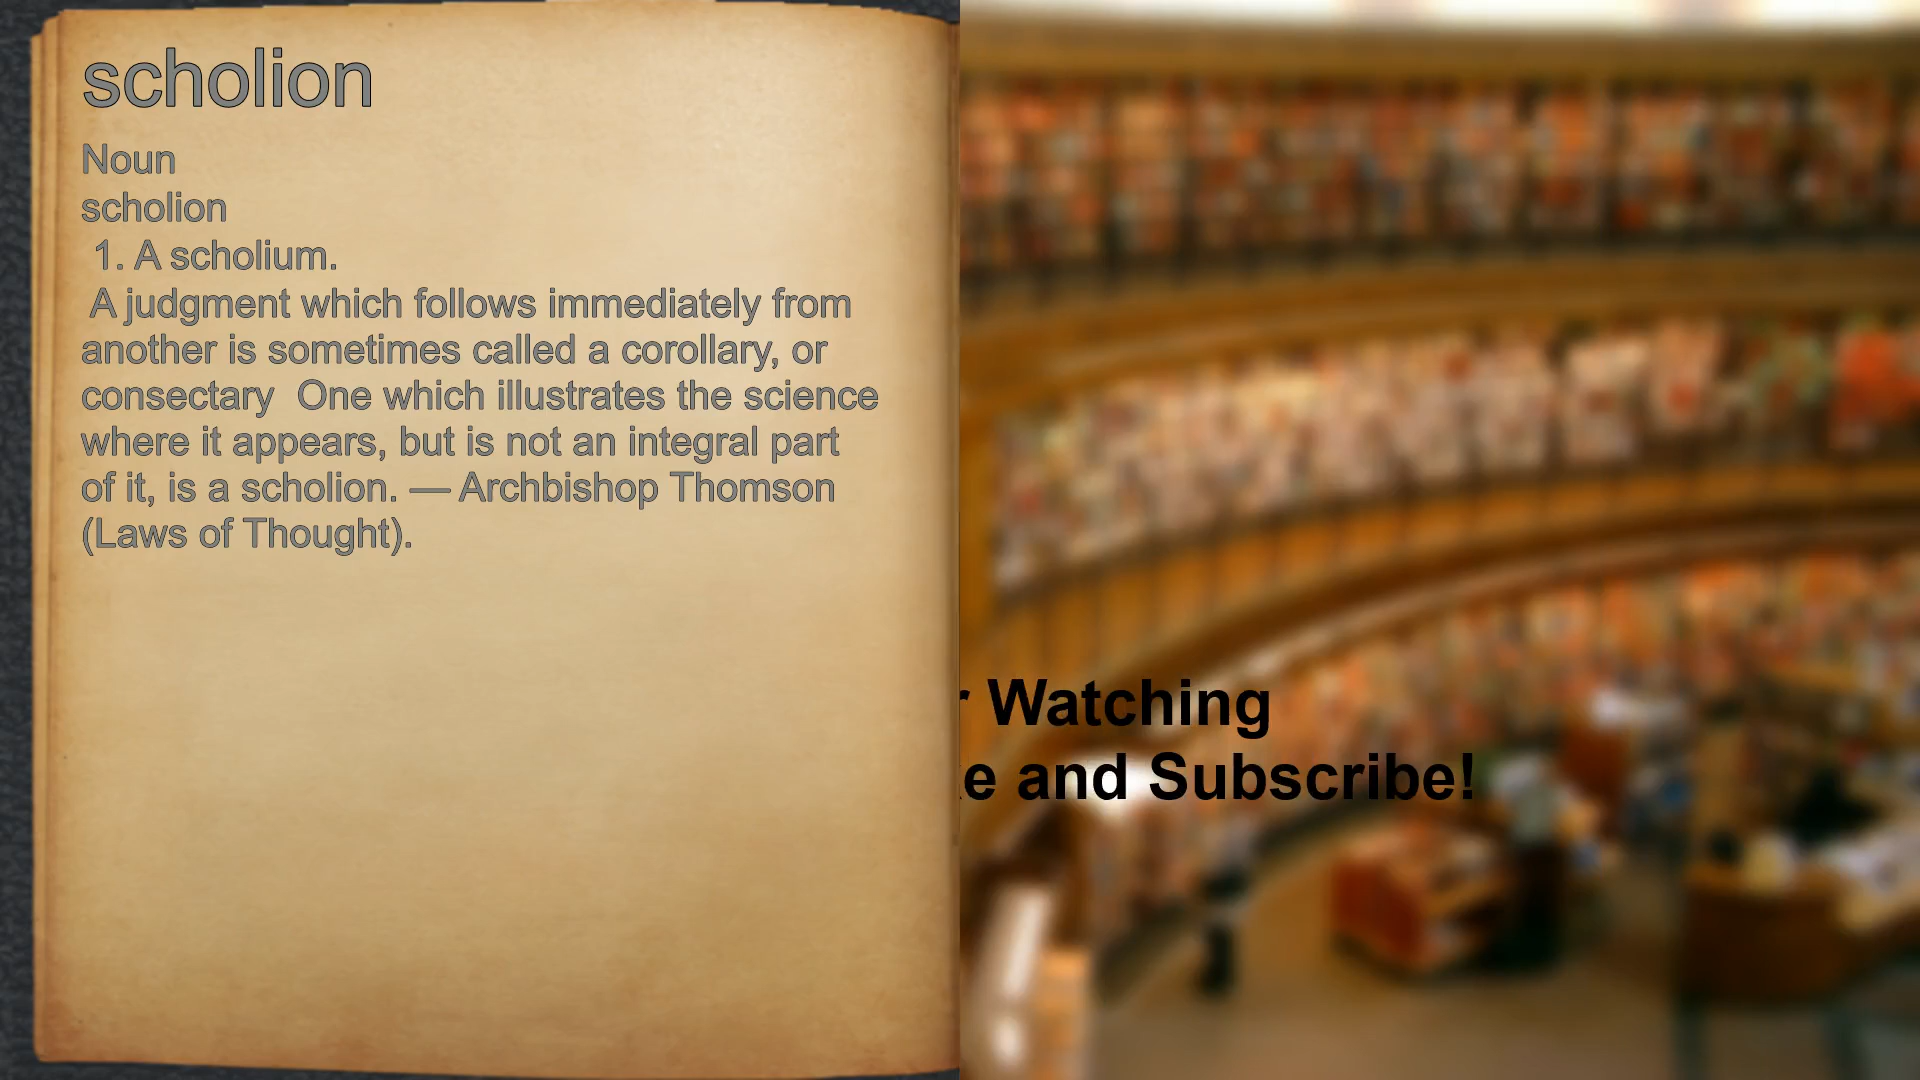 scholion
Noun
scholion
1. A scholium.
A judgment which follows immediately from
another is sometimes called a corollary, or
consectary  One which illustrates the science
where it appears, but is not an integral part
of it, is a scholion. — Archbishop Thomson
(Laws of Thought).
r Watching
e and Subscribe!